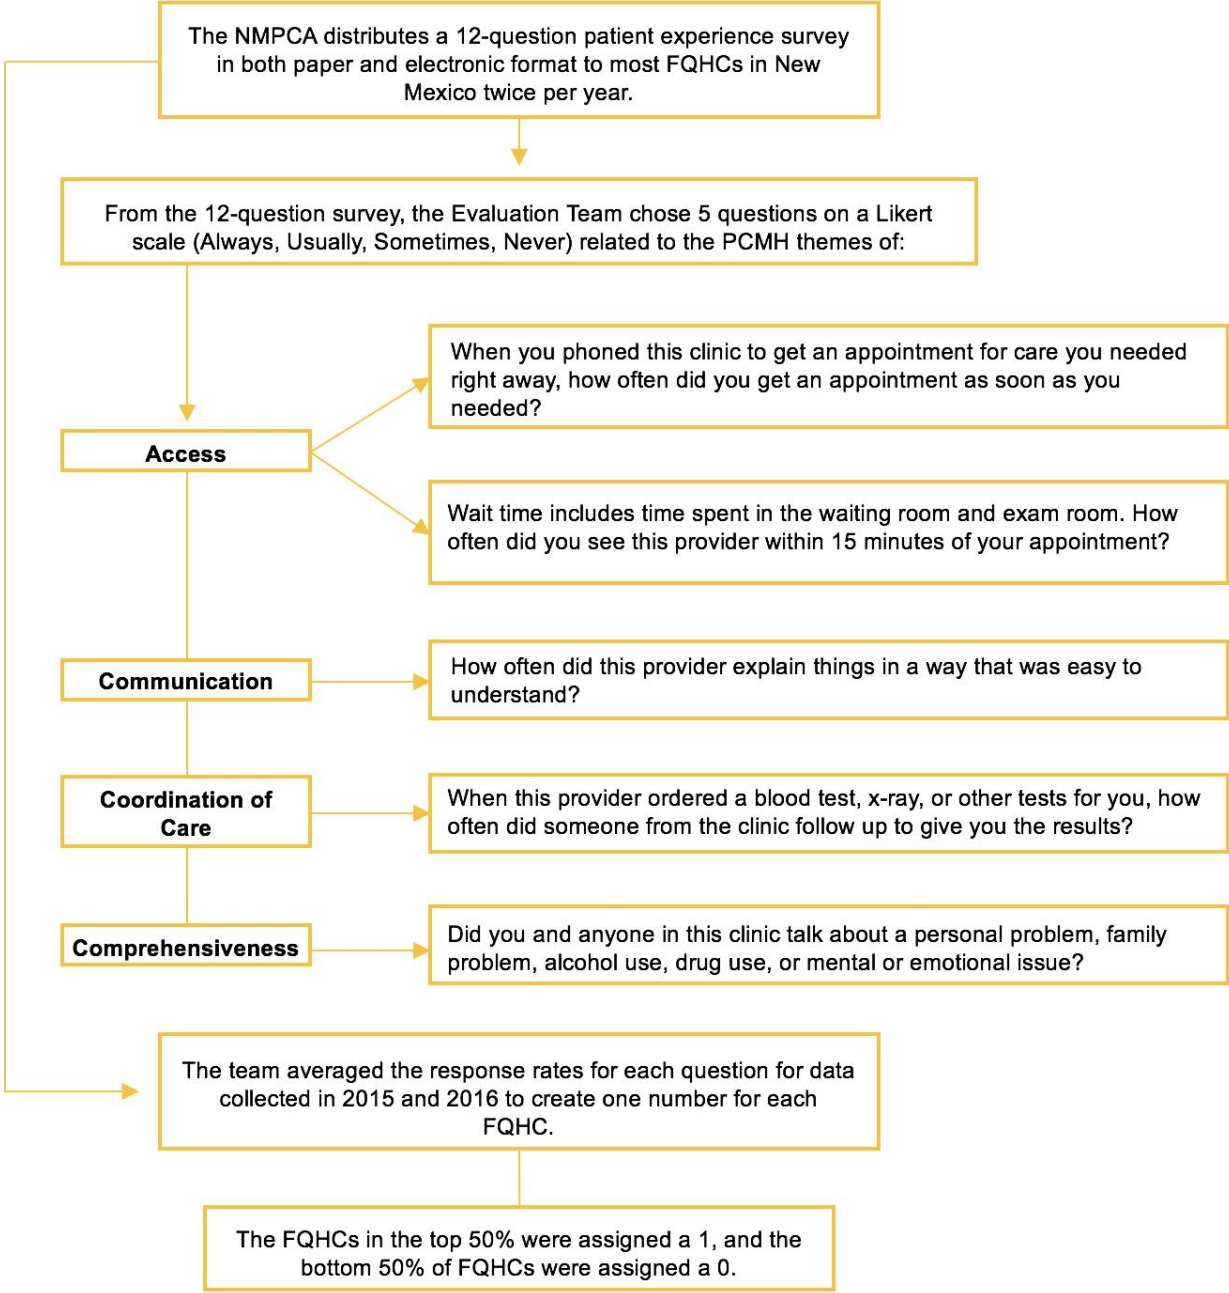 The NMPCA distributes a 12-question patient experience survey
in both paper and electronic format to most FQHCs in New
Mexico twice per year.
From the 12-question survey, the Evaluation Team chose 5 questions on a Likert
scale (Always, Usually, Sometimes, Never) related to the PCMH themes of:
Access
When you phoned this clinic to get an appointment for care you needed
right away, how often did you get an appointment as soon as you
needed?
Wait time includes time spent in the waiting room and exam room. How
often did you see this provider within 15 minutes of your appointment?
Communication
How often did this provider explain things in a way that was easy to
understand?
Coordination of
Care
When this provider ordered a blood test, x-ray, or other tests for you, how
often did someone from the clinic follow up to give you the results?
Comprehensiveness
Did you and anyone in this clinic talk about a personal problem, family
problem, alcohol use, drug use, or mental or emotional issue?
The team averaged the response rates for each question for data
collected in 2015 and 2016 to create one number for each
FQHC.
The FQHCs in the top 50% were assigned a 1, and the
bottom 50% of FQHCs were assigned a 0.